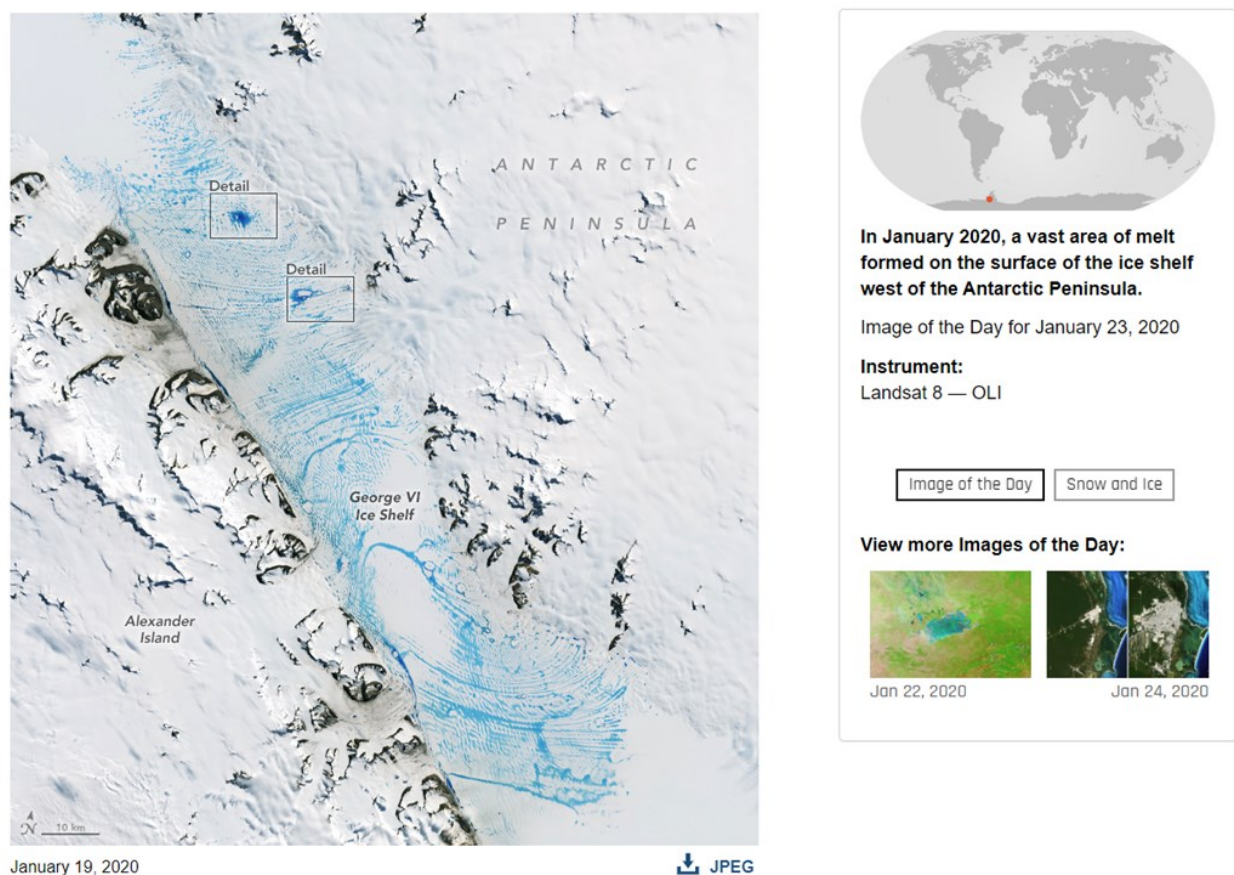 Detail
ANTARCTIC
PENINSULA
Detail
George VI
Ice Shelf
Alexander
Island
N
10 km
January 19, 2020
JPEG
In January 2020, a vast area of melt
formed on the surface of the ice shelf
west of the Antarctic Peninsula.
Image of the Day for January 23, 2020
Instrument:
Landsat 8 — OLI
Image of the Day
Snow and Ice
View more Images of the Day:
Jan 22, 2020
Jan 24, 2020